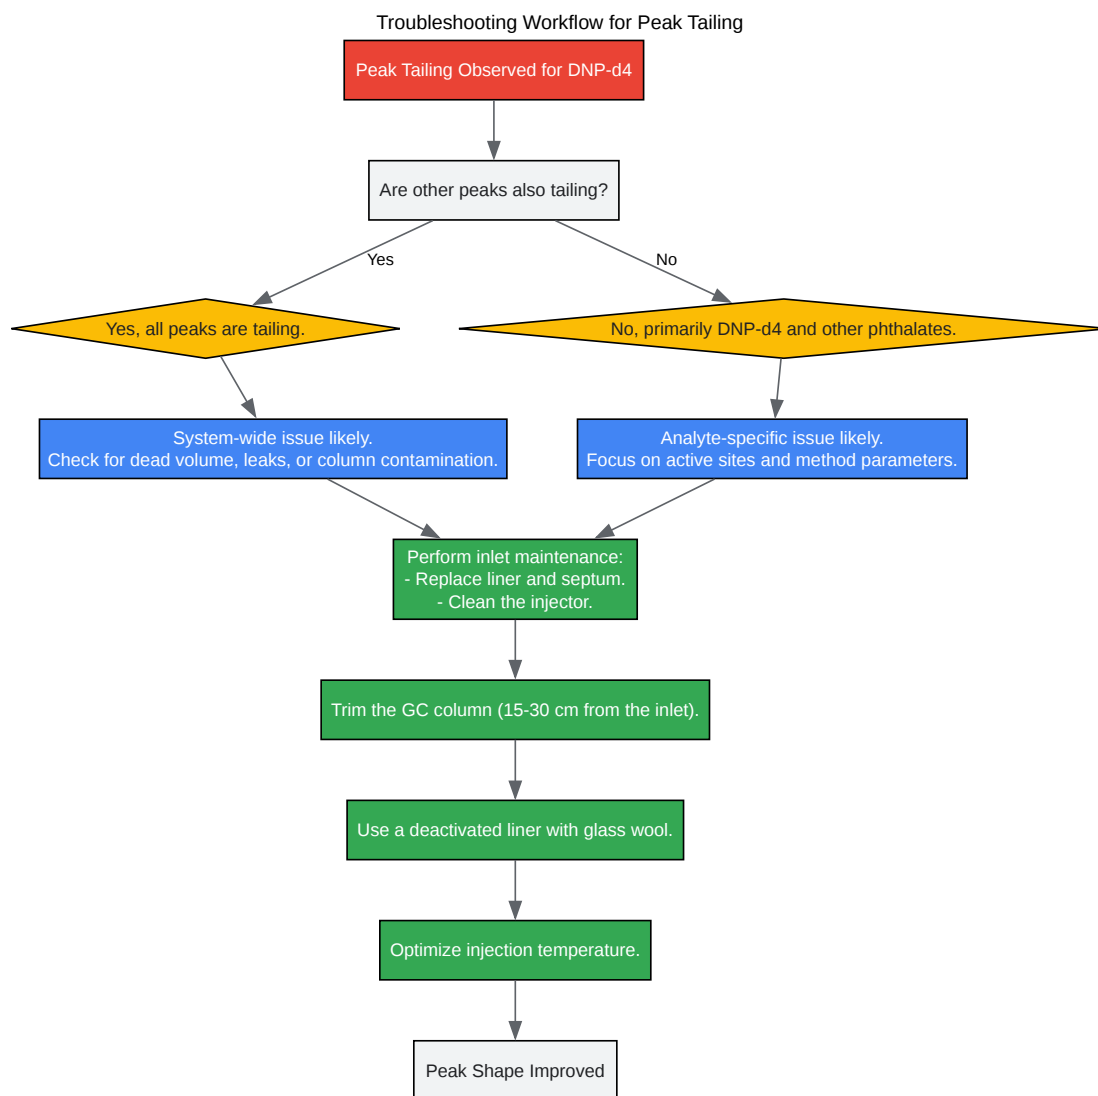 Troubleshooting Workflow for Peak Tailing
Peak Tailing Observed for DNP-d4
Are other peaks also tailing?
Yes
No
Yes, all peaks are tailing.
No, primarily DNP-d4 and other phthalates.
System-wide issue likely.
Check for dead volume, leaks, or column contamination.
Analyte-specific issue likely.
Focus on active sites and method parameters.
Perform inlet maintenance:
- Replace liner and septum.
- Clean the injector.
Trim the GC column (15-30 cm from the inlet).
Use a deactivated liner with glass wool.
Optimize injection temperature.
Peak Shape Improved